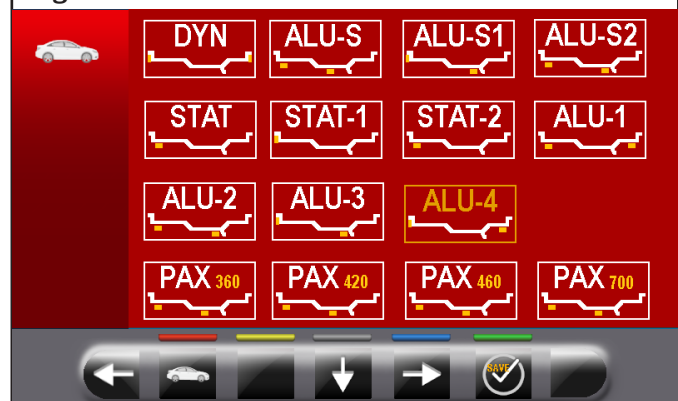 DYN ALU-S ALU-S1 ALU-S2
STAT STAT-1 STAT-2 ALU-1
ALU-2 ALU-3 ALU-4
PAX 360 PAX 420 PAX 460 PAX 700
SAVE